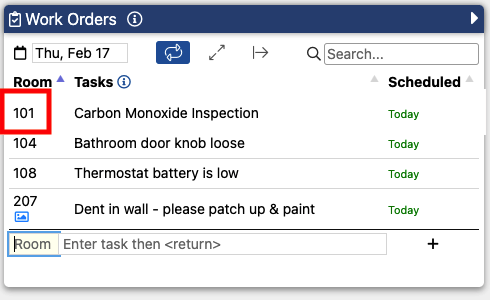 Work Orders
Thu, Feb 17
Search...
Room Tasks Scheduled
101 Carbon Monoxide Inspection Today
104 Bathroom door knob loose Today
108 Thermostat battery is low Today
207 Dent in wall - please patch up & paint Today
Room Enter task then <return> +